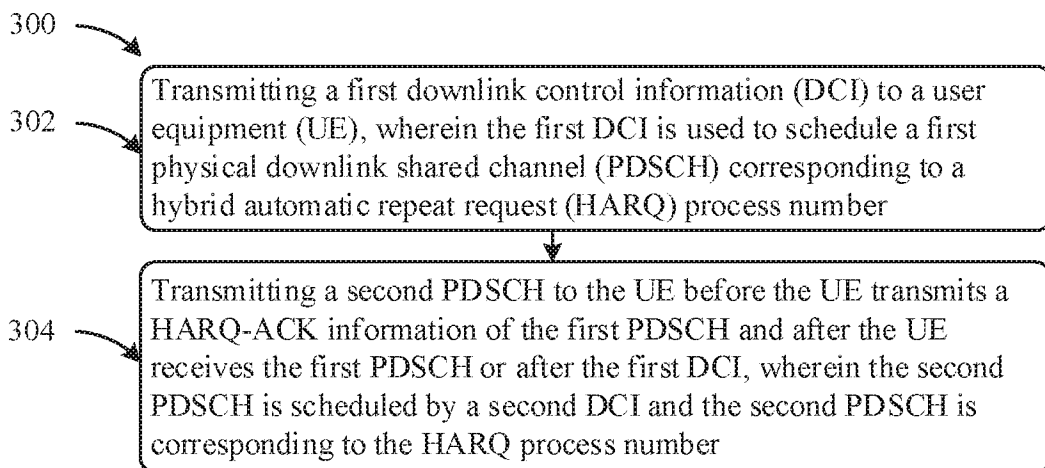 300
302
Transmitting a first downlink control information (DCI) to a user
equipment (UE), wherein the first DCI is used to schedule a first
physical downlink shared channel (PDSCH) corresponding to a
hybrid automatic repeat request (HARQ) process number
304
Transmitting a second PDSCH to the UE before the UE transmits a
HARQ-ACK information of the first PDSCH and after the UE
receives the first PDSCH or after the first DCI, wherein the second
PDSCH is scheduled by a second DCI and the second PDSCH is
corresponding to the HARQ process number